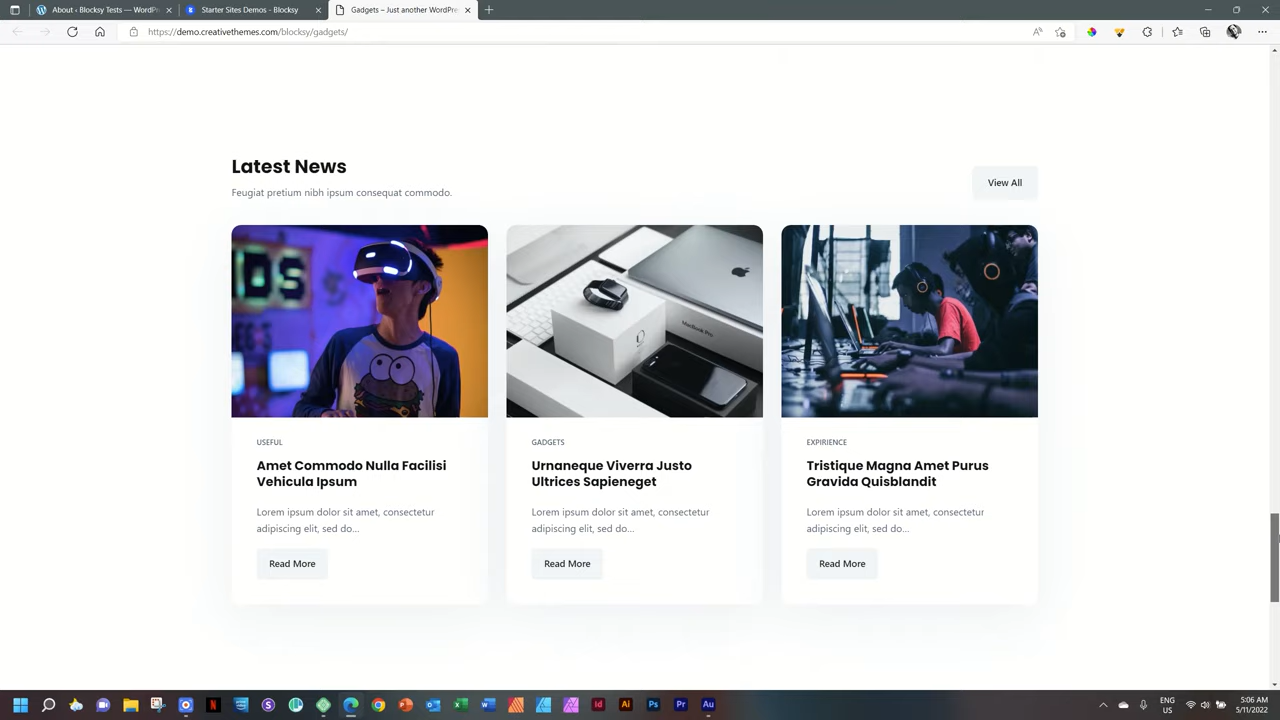 About ‹ Blocksy Tests — WordPr
Starter Sites Demos - Blocksy
Gadgets – Just another WordPre
https://demo.creativethemes.com/blocksy/gadgets/
Latest News
Feugiat pretium nibh ipsum consequat commodo.
View All
MacBook Pro
USEFUL
Amet Commodo Nulla Facilisi
Vehicula Ipsum
Lorem ipsum dolor sit amet, consectetur
adipiscing elit, sed do...
Read More
GADGETS
Urnaneque Viverra Justo
Ultrices Sapieneget
Lorem ipsum dolor sit amet, consectetur
adipiscing elit, sed do...
Read More
EXPIRIENCE
Tristique Magna Amet Purus
Gravida Quisblandit
Lorem ipsum dolor sit amet, consectetur
adipiscing elit, sed do...
Read More
ENG
US
5:06 AM
5/11/2022